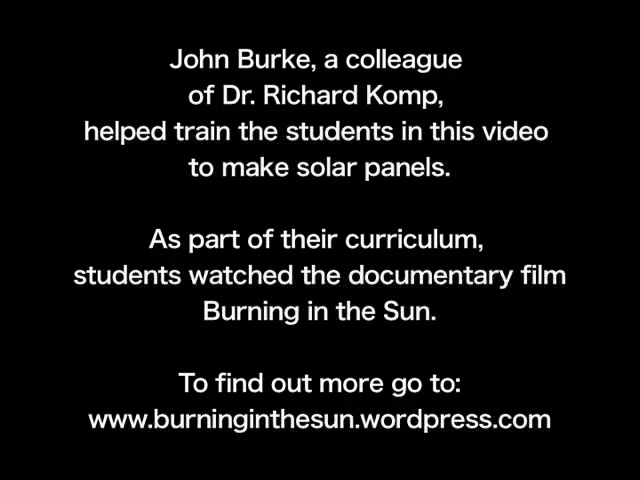 John Burke, a colleague
of Dr. Richard Komp,
helped train the students in this video
to make solar panels.
As part of their curriculum,
students watched the documentary film
Burning in the Sun.
To find out more go to:
www.burninginthesun.wordpress.com